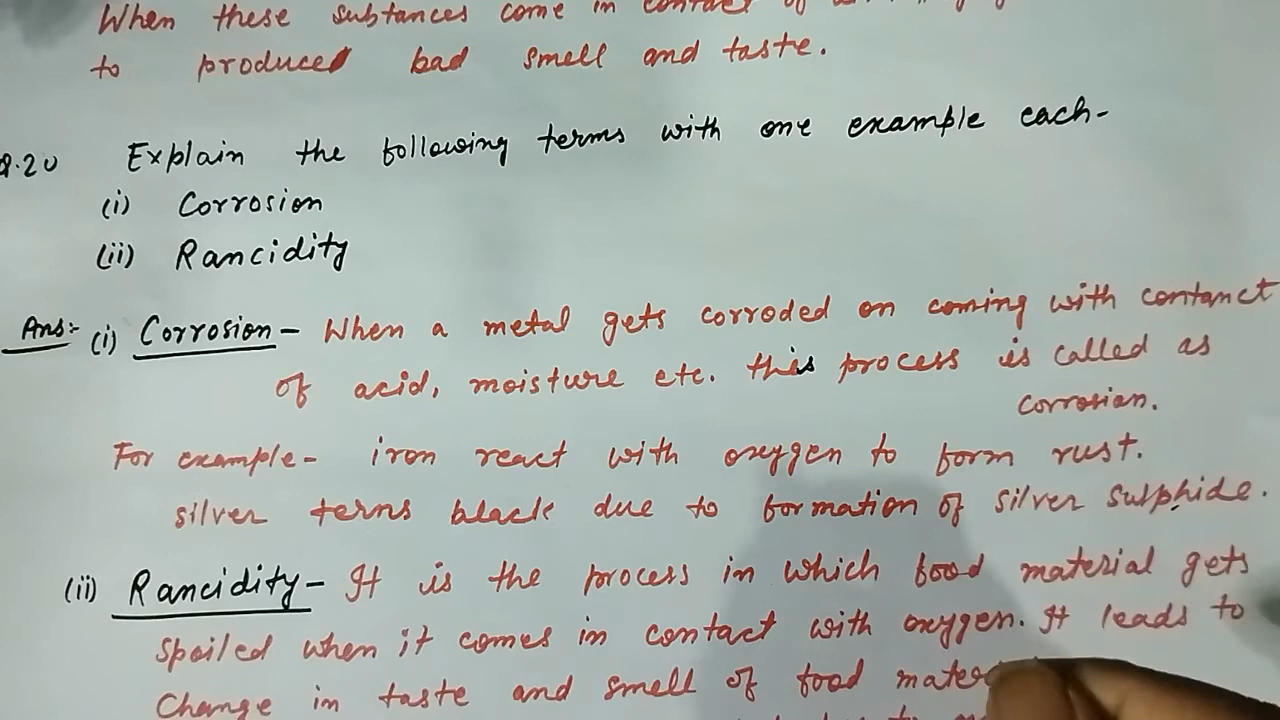 When these substances come in contact of
to produced bad smell and taste.
Q.20 Explain the following terms with one example each-
(i) Corrosion
(ii) Rancidity
Ans:- (i) Corrosion - When a metal gets corroded on coming with contanct
of acid, moisture etc. this process is called as
corrosion.
For example - iron react with oxygen to form rust.
silver terns black due to formation of silver sulphide.
(ii) Rancidity - It is the process in which food material gets
spoiled when it comes in contact with oxygen. It leads to
Change in taste and smell of food